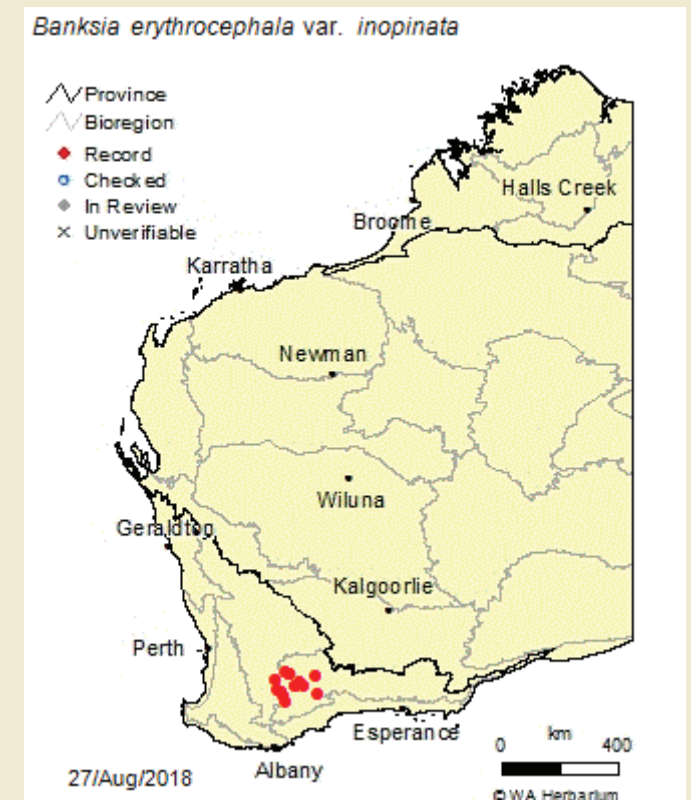 Banksia erythrocephala var. inopinata
Province
Bioregion
Record
Checked
In Review
Unverifiable
Halls Creek
Broome
Karratha
Newman
Wiluna
Geraldton
Kalgoorlie
Perth
Esperance
Albany
0 km 400
27/Aug/2018
© WA Herbarium